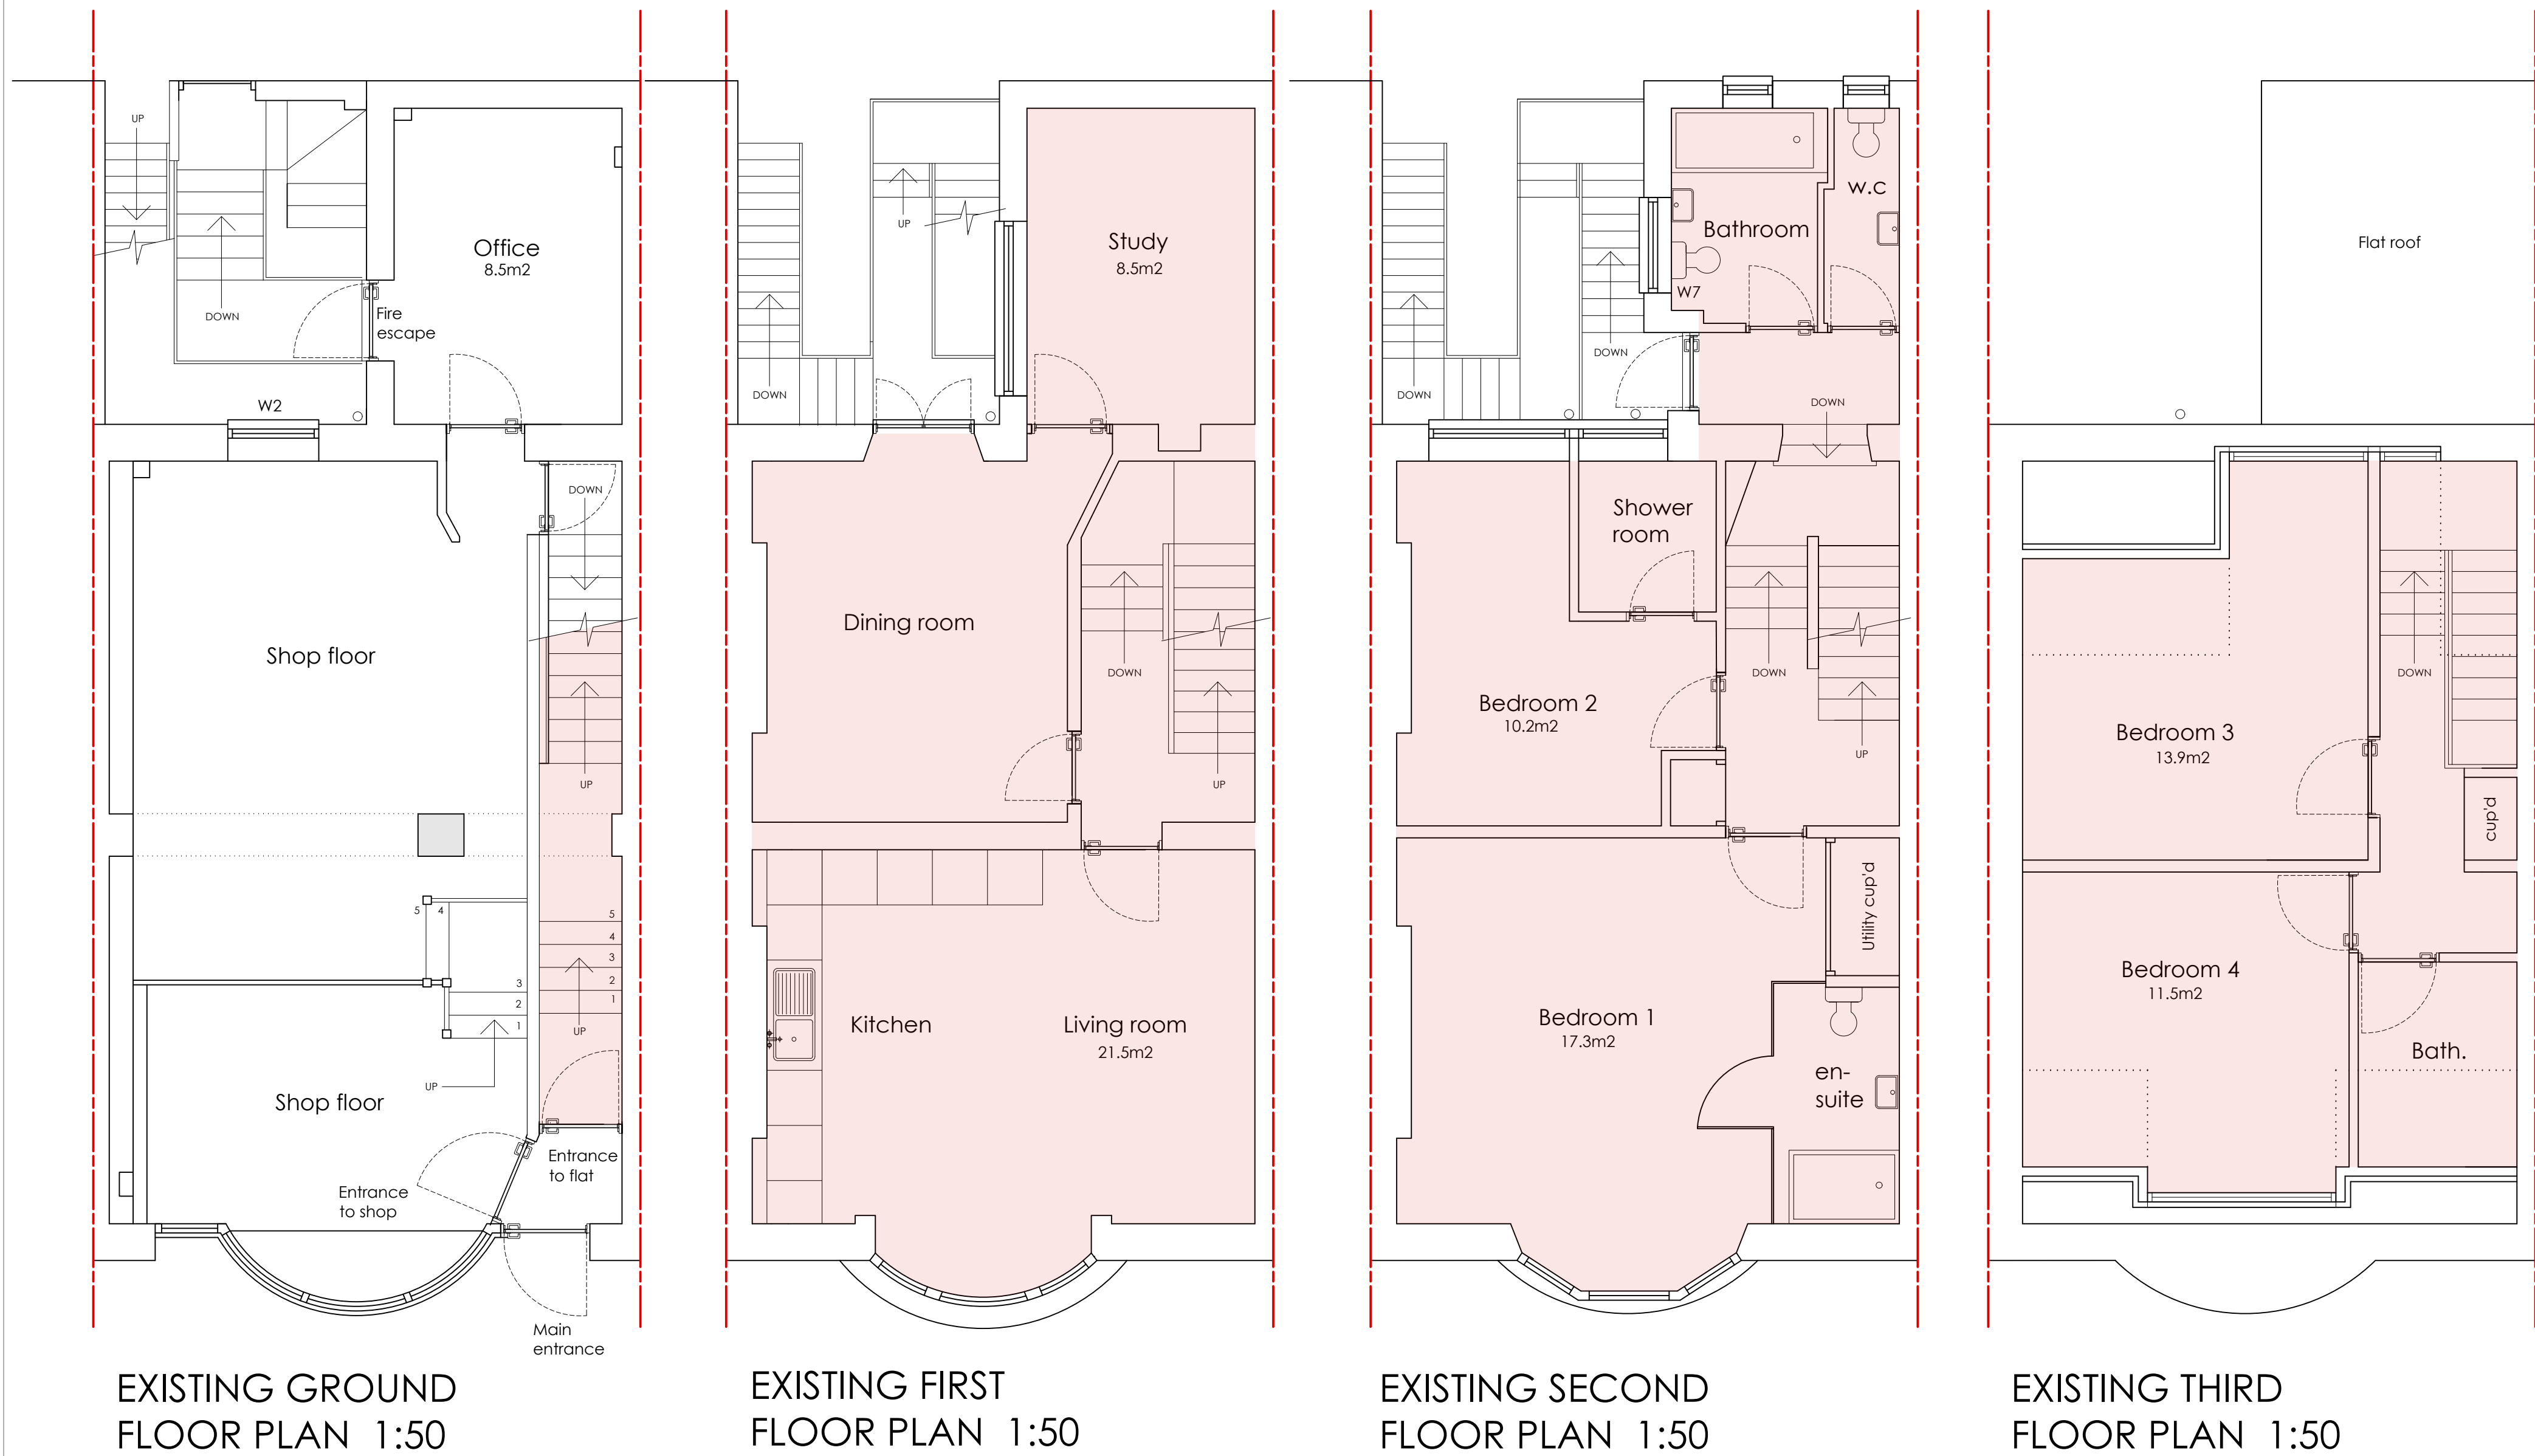 UP
DOWN
Office
8.5m2
Fire
escape
W2
DOWN
Shop floor
UP
5
4
5
4
3
2
1
3
2
1
UP
UP
Shop floor
Entrance
to flat
Entrance
to shop
Main
entrance
EXISTING GROUND
FLOOR PLAN 1:50
UP
DOWN
Study
8.5m2
Dining room
DOWN
UP
Kitchen
Living room
21.5m2
EXISTING FIRST
FLOOR PLAN 1:50
W.C
Bathroom
W7
DOWN
DOWN
DOWN
Shower
room
DOWN
Bedroom 2
10.2m2
UP
Utility cup'd
Bedroom 1
17.3m2
en-
suite
EXISTING SECOND
FLOOR PLAN 1:50
Flat roof
DOWN
Bedroom 3
13.9m2
cup'd
Bedroom 4
11.5m2
Bath.
EXISTING THIRD
FLOOR PLAN 1:50